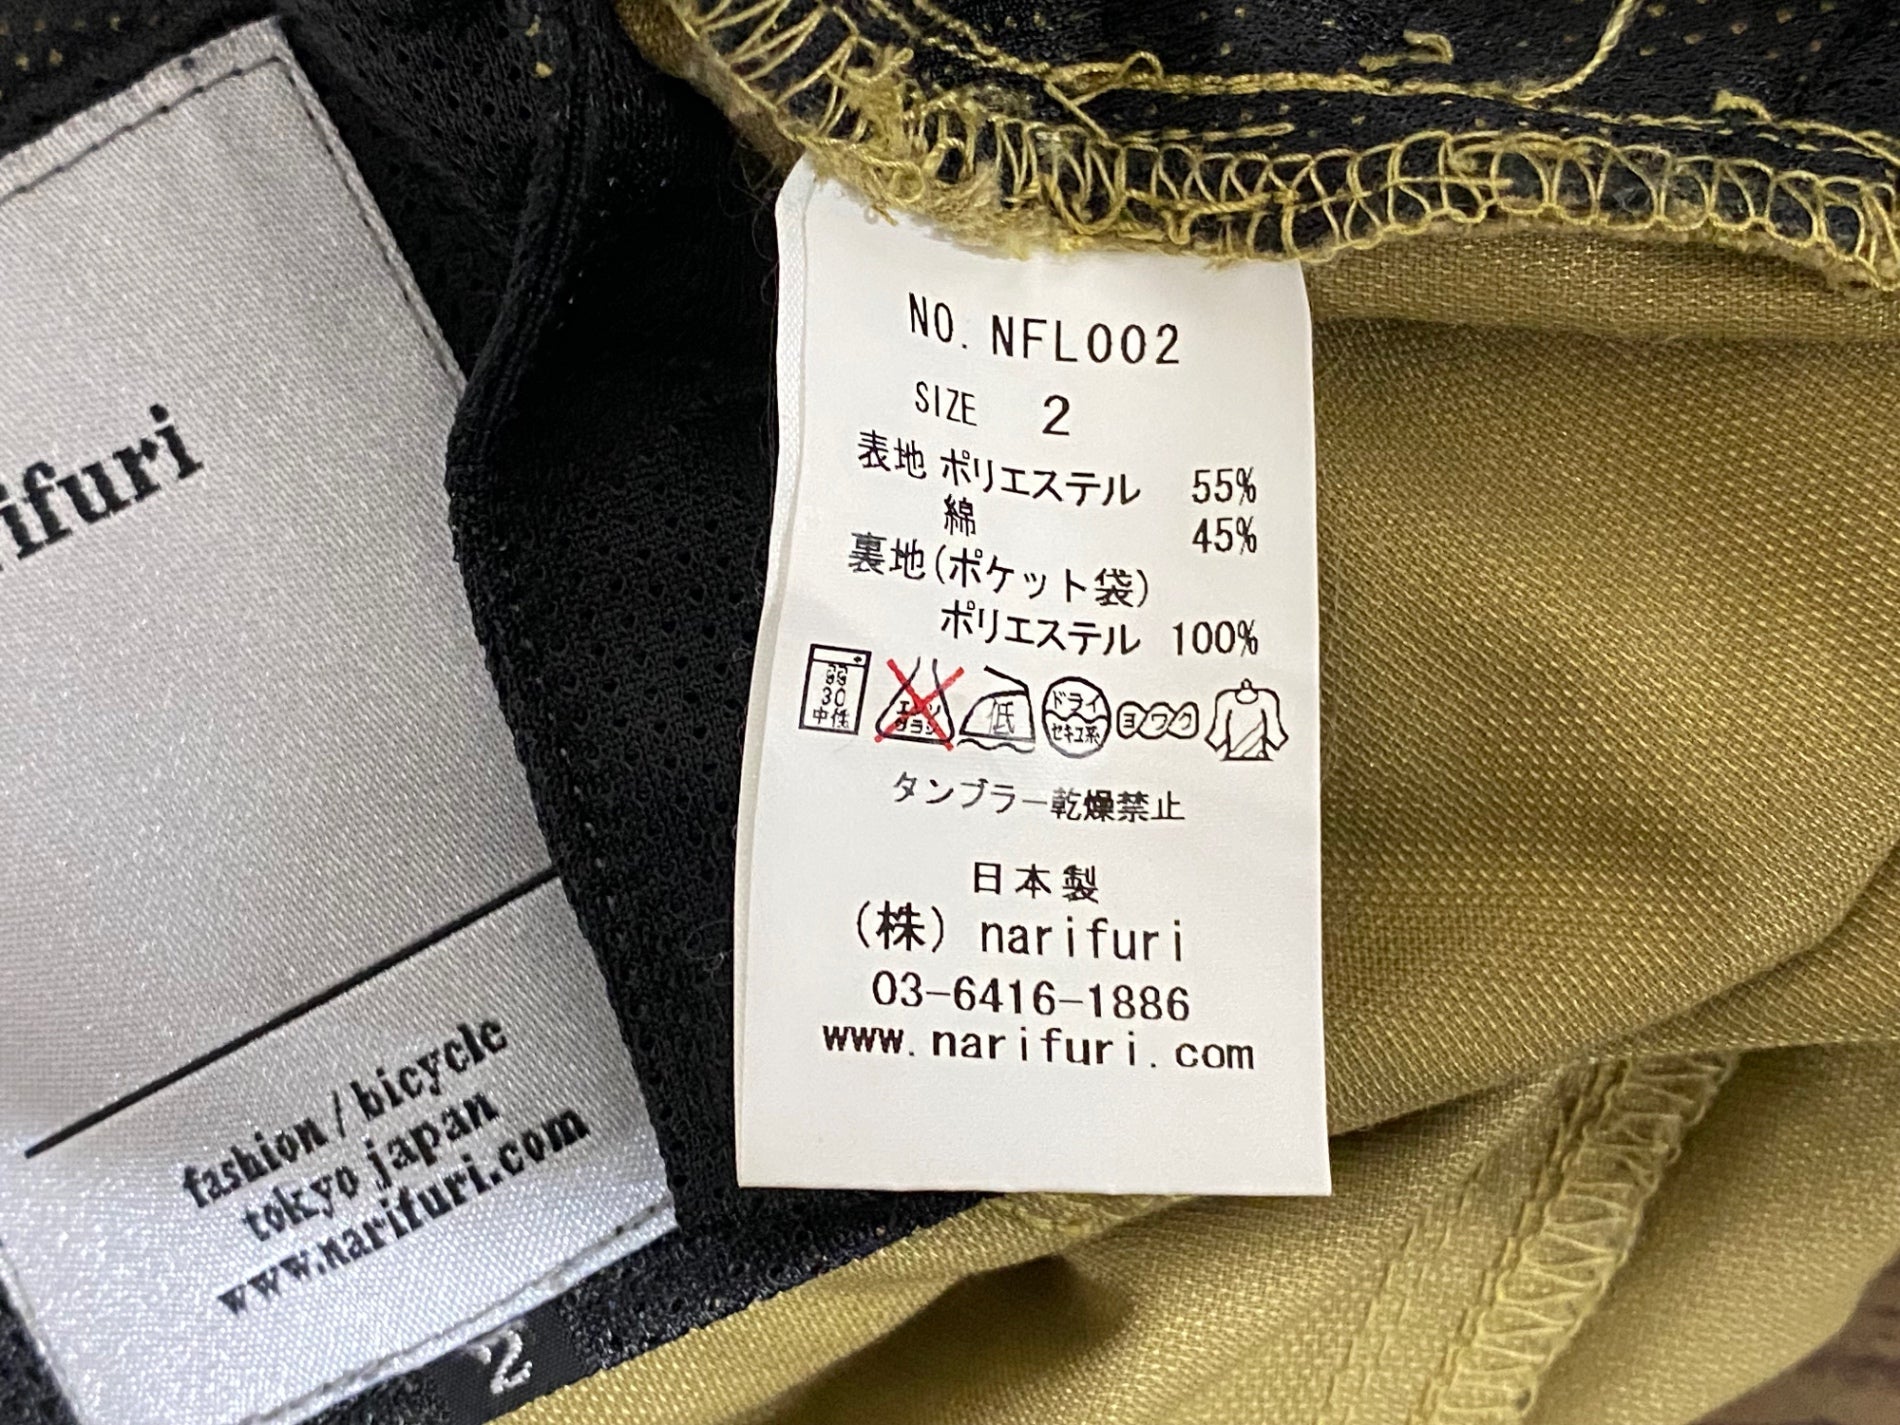 ifuri
fashion / bicycle
tokyo japan
www.narifuri.com
2
NO. NFL002
SIZE 2
表地 ポリエステル 55%
綿 45%
裏地(ポケット袋)
ポリエステル 100%
弱
30
中性
エンソ
サラシ
低
ドライ
セキユ系
ヨワク
タンブラー乾燥禁止
日本製
(株) narifuri
03-6416-1886
www.narifuri.com